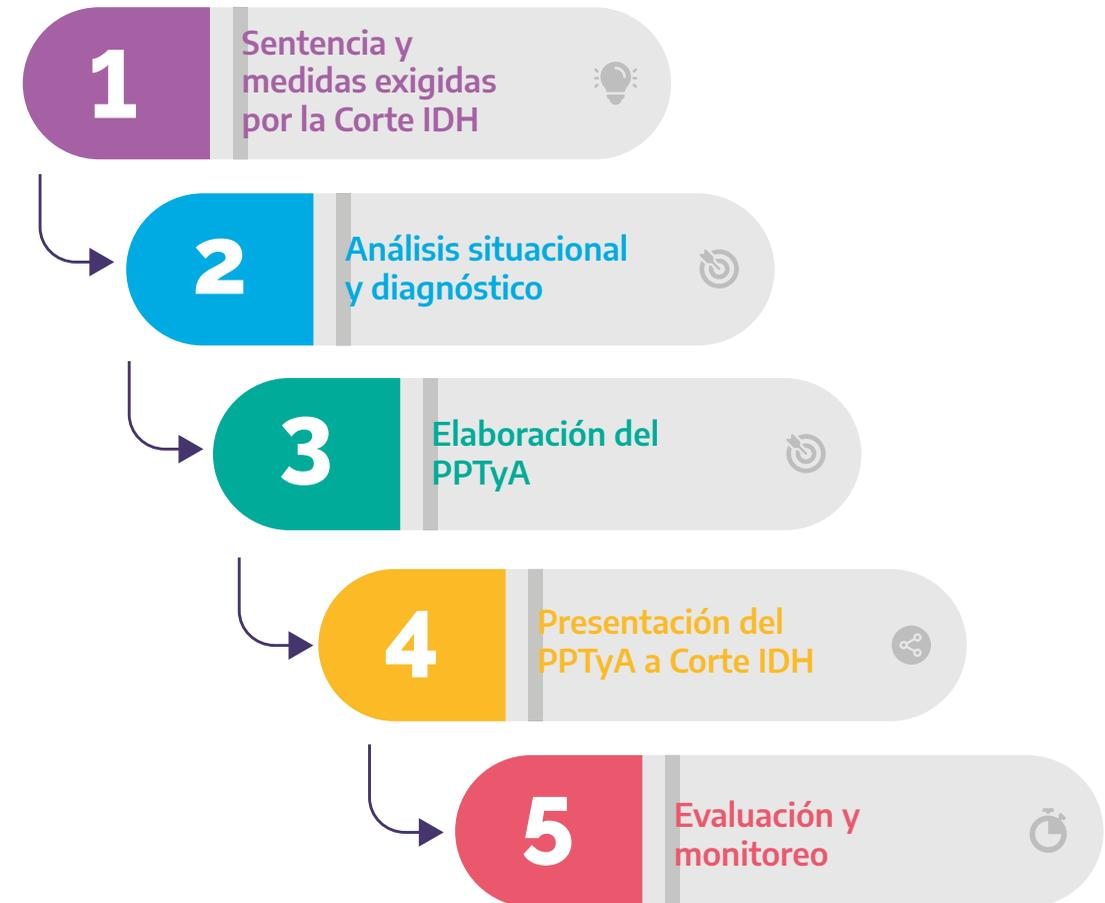 1
Sentencia y
medidas exigidas
por la Corte IDH
2
Análisis situacional
y diagnóstico
3
Elaboración del
PPTyA
4
Presentación del
PPTyA a Corte IDH
5
Evaluación y
monitoreo